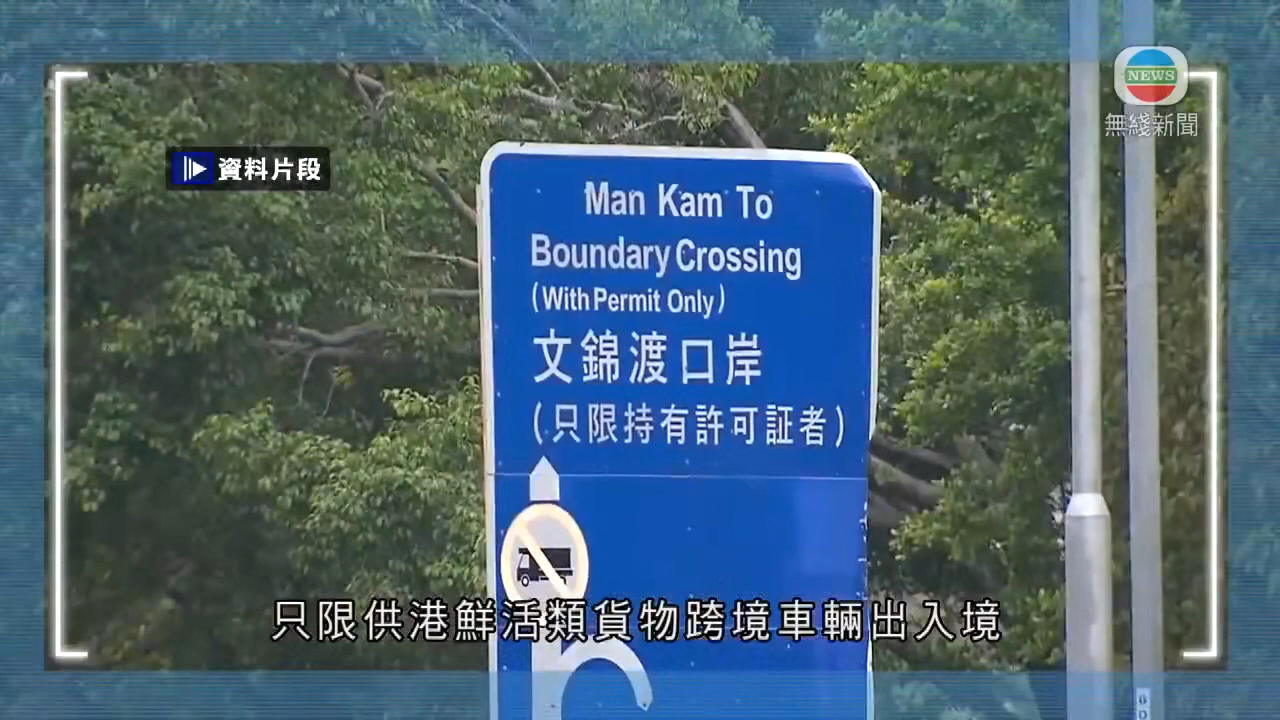 NEWS
無綫新聞
資料片段
Man Kam To
Boundary Crossing
(With Permit Only)
文錦渡口岸
(只限持有許可証者)
只限供港鮮活類貨物跨境車輛出入境